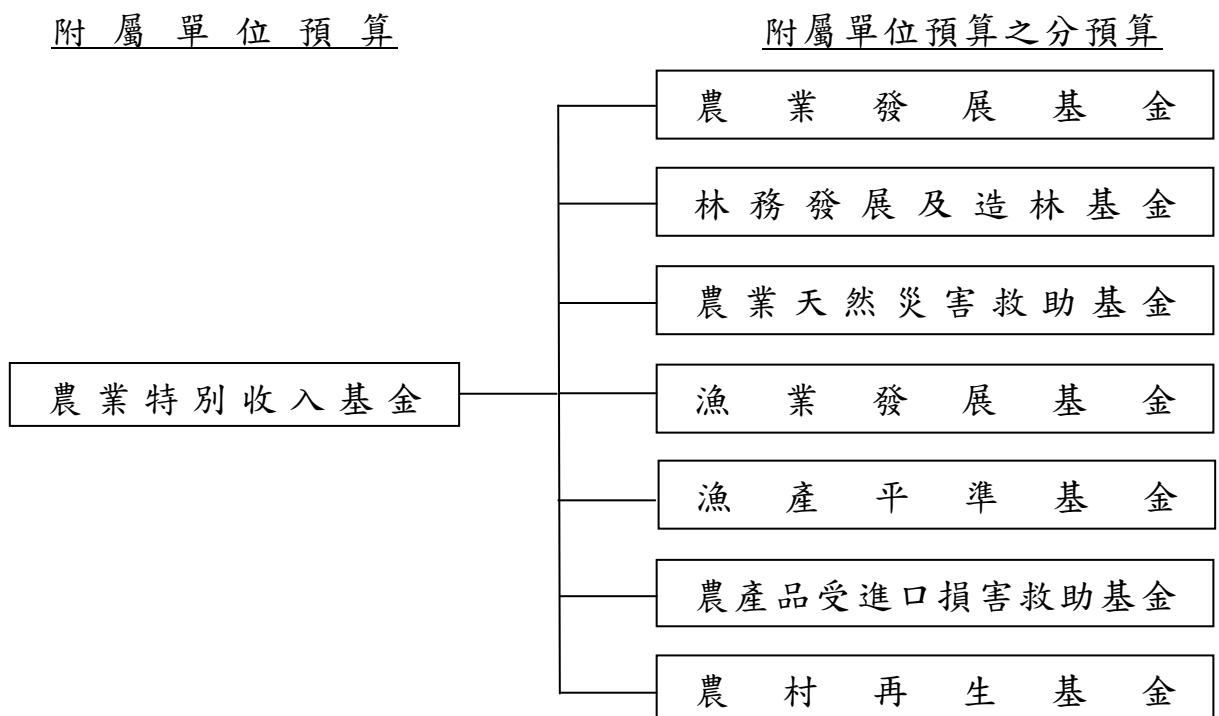 附屬單位預算
附屬單位預算之分預算
農業發展基金
林務發展及造林基金
農業天然災害救助基金
農業特別收入基金
漁業發展基金
漁產平準基金
農產品受進口損害救助基金
農村再生基金